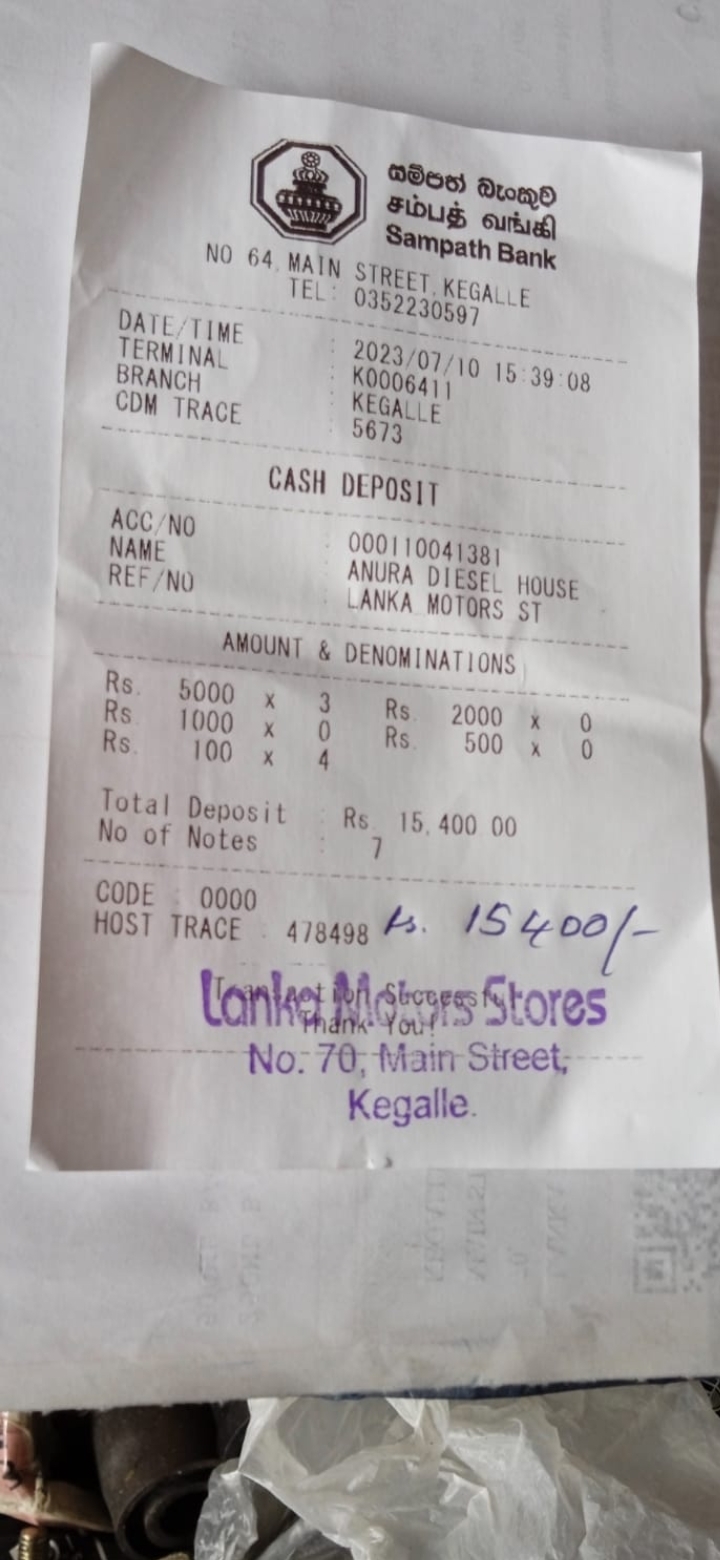 සම්පත් බැංකුව
சம்பத் வங்கி
Sampath Bank
NO 64, MAIN STREET, KEGALLE
TEL: 0352230597
DATE/TIME : 2023/07/10 15:39:08
TERMINAL : K0006411
BRANCH : KEGALLE
CDM TRACE : 5673
CASH DEPOSIT
ACC/NO : 000110041381
NAME : ANURA DIESEL HOUSE
REF/NO : LANKA MOTORS ST
AMOUNT & DENOMINATIONS
Rs. 5000 x 3 Rs. 2000 x 0
Rs. 1000 x 0 Rs. 500 x 0
Rs. 100 x 4
Total Deposit : Rs. 15,400.00
No of Notes : 7
CODE : 0000
HOST TRACE : 478498 Rs. 15400/-
Transaction Successful
Thank You!
Lanka Motors Stores
No. 70, Main Street,
Kegalle.